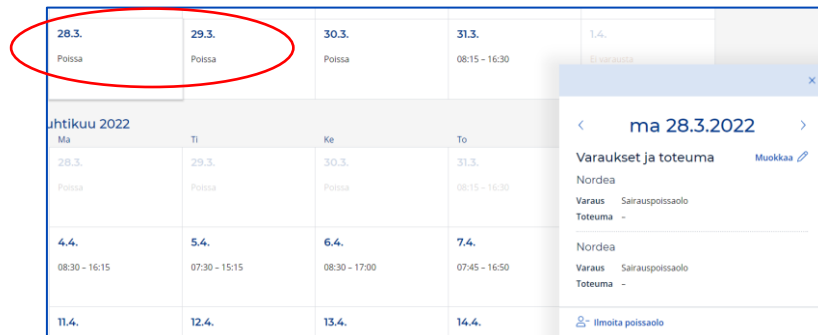 28.3. 29.3. 30.3. 31.3. 1.4.
Poissa Poissa Poissa 08:15 – 16:30 Ei varausta
uhtikuu 2022
Ma Ti Ke To
28.3. 29.3. 30.3. 31.3.
Poissa Poissa Poissa 08:15 – 16:30
4.4. 5.4. 6.4. 7.4.
08:30 – 16:15 07:30 – 15:15 08:30 – 17:00 07:45 – 16:50
11.4. 12.4. 13.4. 14.4.
×
< ma 28.3.2022 >
Varaukset ja toteuma Muokkaa
Nordea
Varaus Sairauspoissaolo
Toteuma –
Nordea
Varaus Sairauspoissaolo
Toteuma –
Ilmoita poissaolo